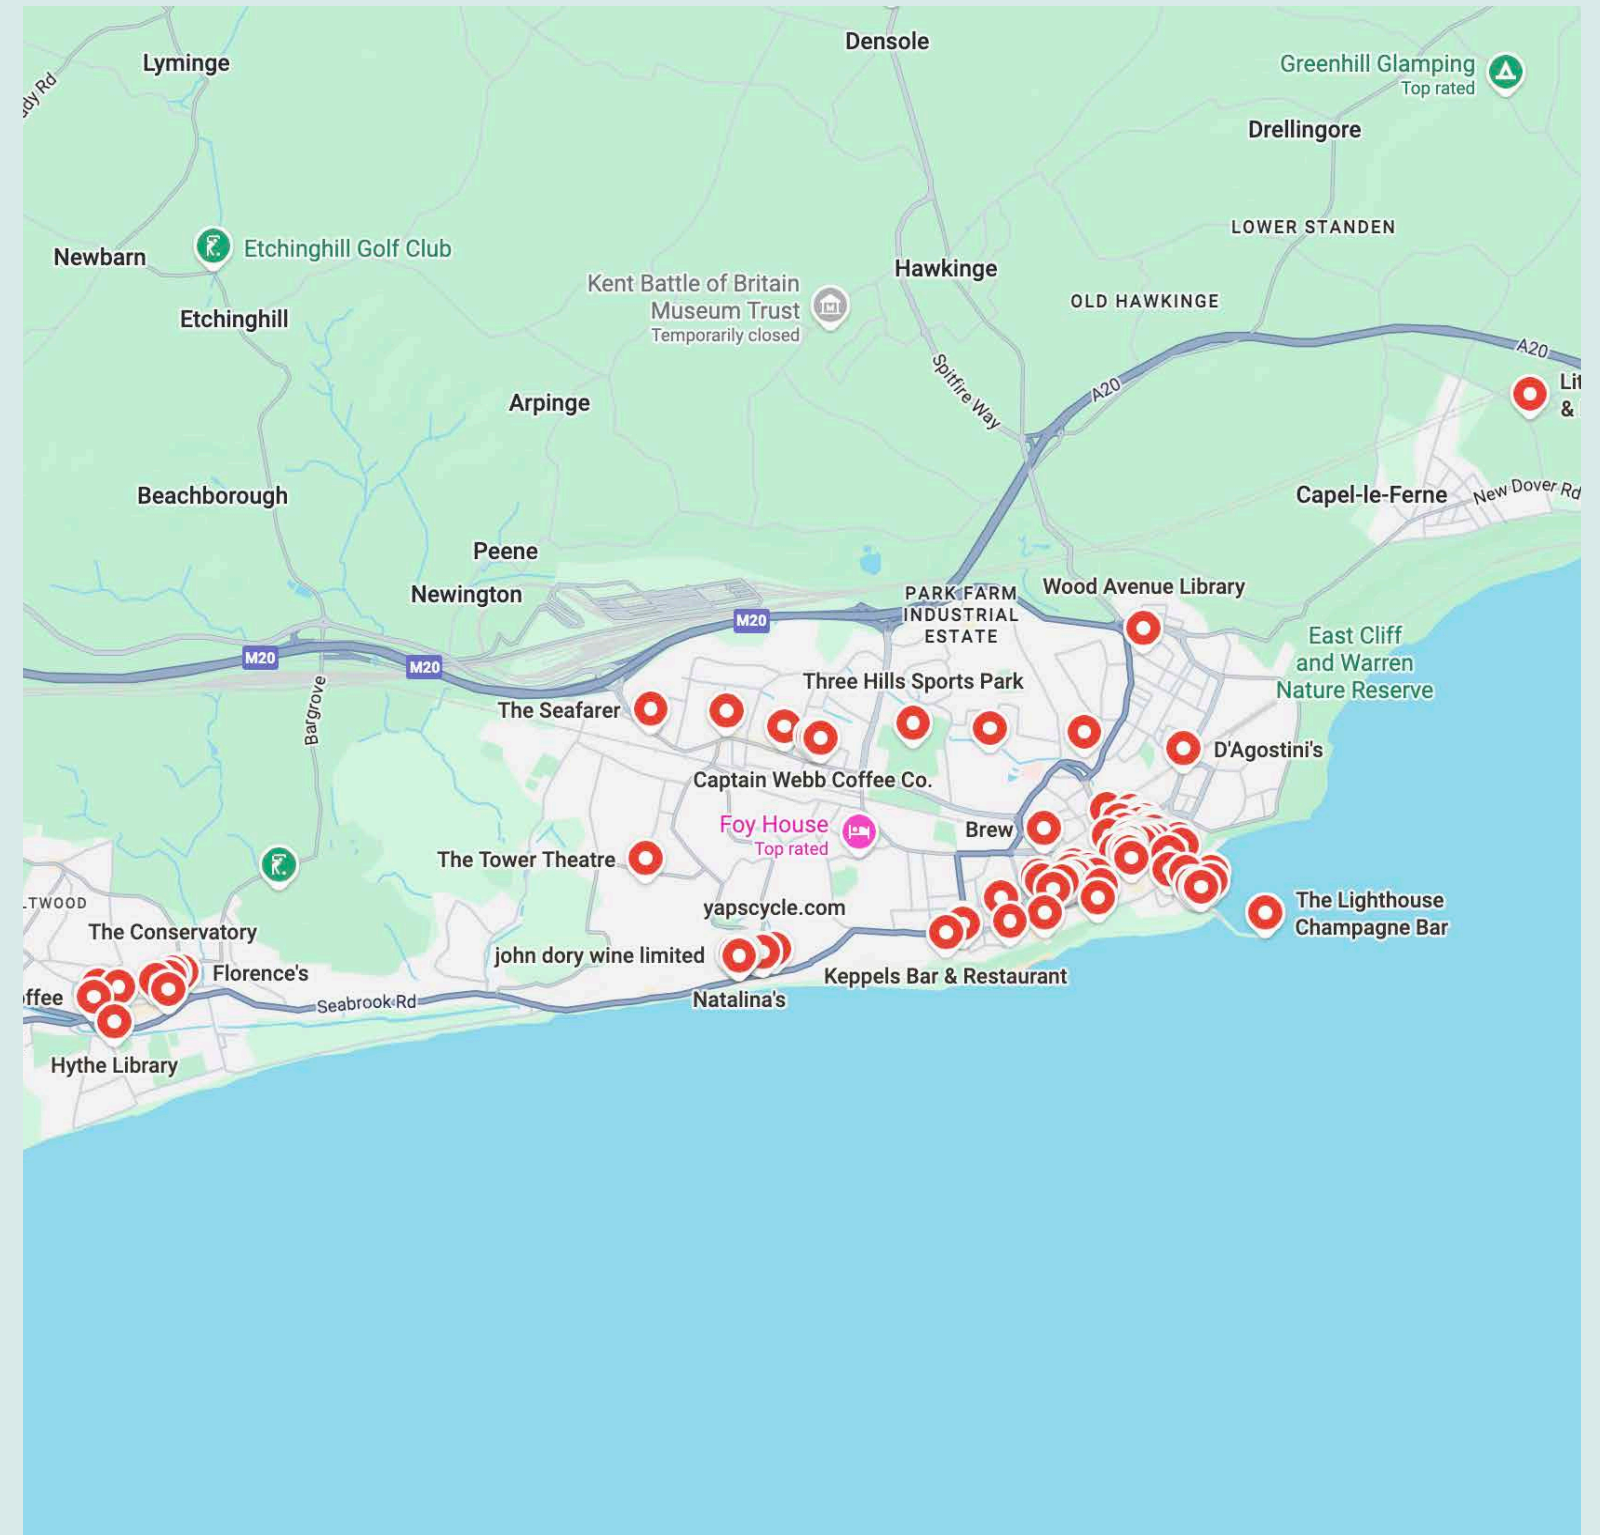 Densole
Lyminge
Greenhill Glamping
Top rated
Drellingore
LOWER STANDEN
Newbarn
Etchinghill Golf Club
Hawkinge
Kent Battle of Britain
Museum Trust
Temporarily closed
OLD HAWKINGE
Etchinghill
A20
A20
Spitfire Way
Arpinge
Lit
&
Beachborough
Capel-le-Ferne
New Dover Rd
Peene
Newington
PARK FARM
INDUSTRIAL
ESTATE
Wood Avenue Library
M20
M20
M20
East Cliff
and Warren
Nature Reserve
Bargrove
Three Hills Sports Park
The Seafarer
D'Agostini's
Captain Webb Coffee Co.
Foy House
Top rated
Brew
The Tower Theatre
LTWOOD
yapscycle.com
The Lighthouse
Champagne Bar
The Conservatory
john dory wine limited
Florence's
Keppels Bar & Restaurant
offee
Seabrook Rd
Natalina's
Hythe Library